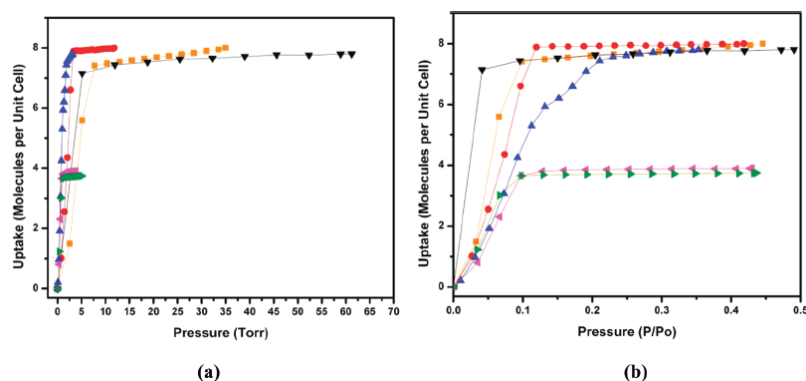 Uptake (Molecules per Unit Cell)
8
6
4
2
0
0 5 10 15 20 25 30 35 40 45 50 55 60 65 70
Pressure (Torr)
(a)
Uptake (Molecules per Unit Cell)
8
6
4
2
0
0.0 0.1 0.2 0.3 0.4 0.5
Pressure (P/Po)
(b)